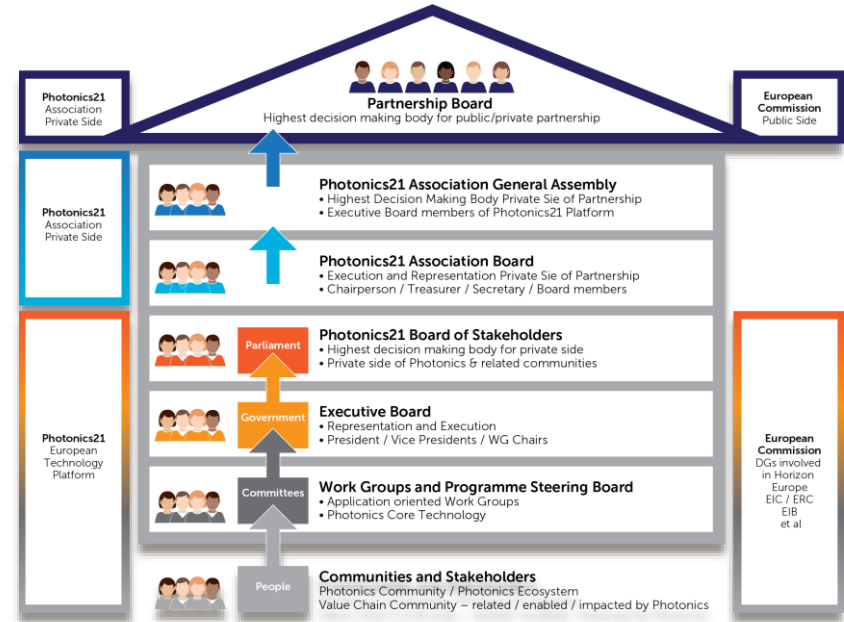 Photonics21
Association
Private Side
Partnership Board
Highest decision making body for public/private partnership
European
Commission
Public Side
Photonics21
Association
Private Side
Photonics21 Association General Assembly
• Highest Decision Making Body Private Sie of Partnership
• Executive Board members of Photonics21 Platform
Photonics21 Association Board
• Execution and Representation Private Sie of Partnership
• Chairperson / Treasurer / Secretary / Board members
Photonics21
European
Technology
Platform
Parliament
Photonics21 Board of Stakeholders
• Highest decision making body for private side
• Private side of Photonics & related communities
Government
Executive Board
• Representation and Execution
• President / Vice Presidents / WG Chairs
Committees
Work Groups and Programme Steering Board
• Application oriented Work Groups
• Photonics Core Technology
People
Communities and Stakeholders
Photonics Community / Photonics Ecosystem
Value Chain Community – related / enabled / impacted by Photonics
European
Commission
DGs involved
in Horizon
Europe
EIC / ERC
EIB
et al